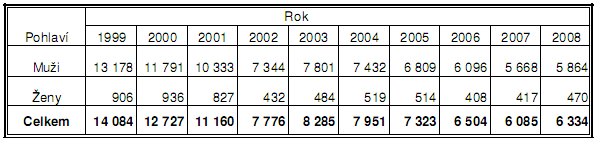 Rok
Pohlaví 1999 2000 2001 2002 2003 2004 2005 2006 2007 2008
Muži 13 178 11 791 10 333 7 344 7 801 7 432 6 809 6 096 5 668 5 864
Ženy 906 936 827 432 484 519 514 408 417 470
Celkem 14 084 12 727 11 160 7 776 8 285 7 951 7 323 6 504 6 085 6 334